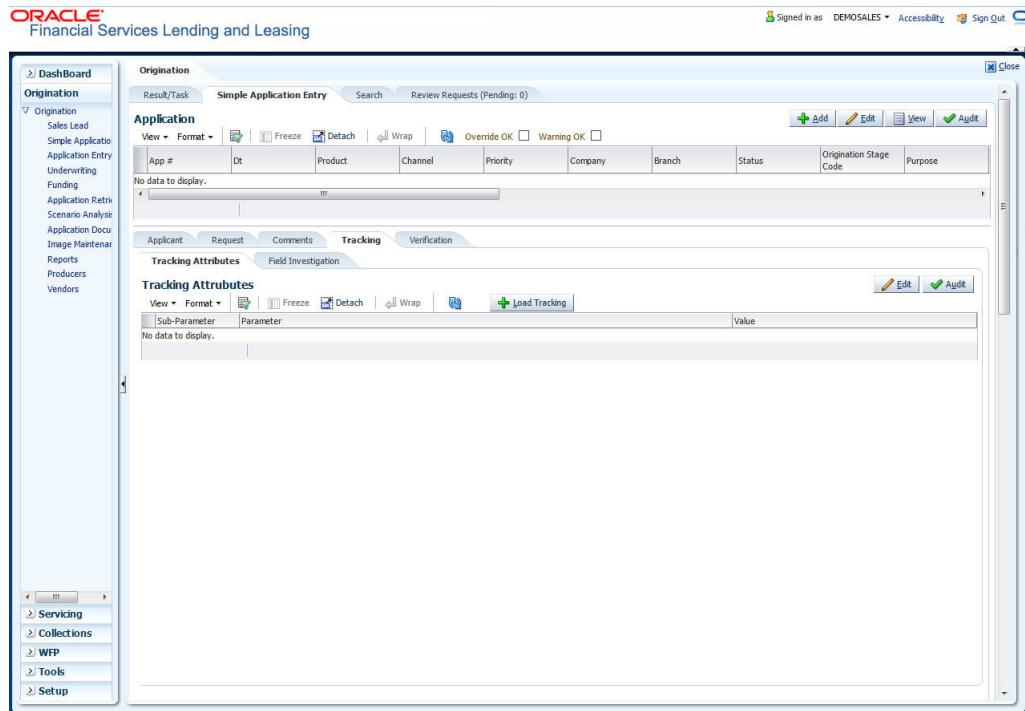 ORACLE'
Financial Services Lending and Leasing
Signed in as DEMOSALES Accessibility Sign Out
Close
DashBoard
Origination
Origination
Sales Lead
Simple Applicatio
Application Entry
Underwriting
Funding
Application Retri
Scenario Analysis
Application Docu
Image Maintenan
Reports
Producers
Vendors
Servicing
Collections
WFP
Tools
Setup
Origination
Result/Task Simple Application Entry Search Review Requests (Pending: 0)
Application
Add Edit View Audit
View Format Freeze Detach Wrap Override OK Warning OK
App # Dt Product Channel Priority Company Branch Status Origination Stage Code Purpose
No data to display.
Applicant Request Comments Tracking Verification
Tracking Attributes Field Investigation
Tracking Attrubutes
Edit Audit
View Format Freeze Detach Wrap Load Tracking
Sub-Parameter Parameter Value
No data to display.